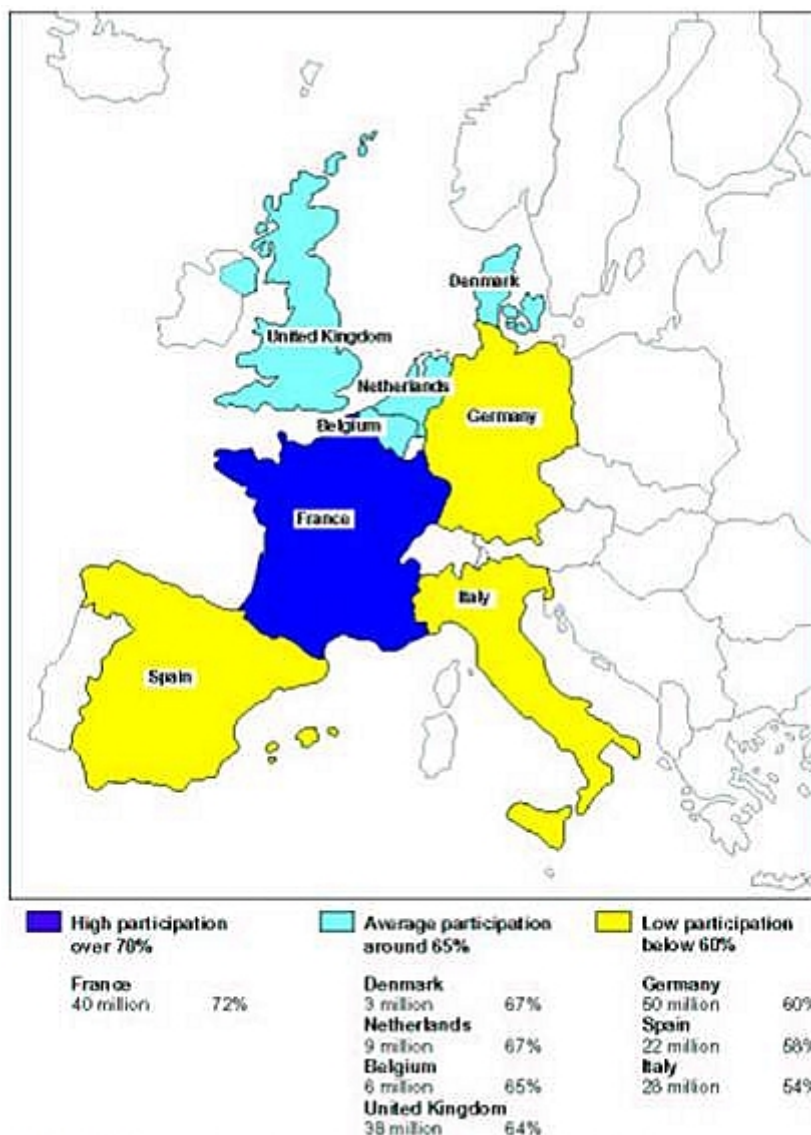 Denmark
United Kingdom
Netherlands
Belgium
Germany
France
Italy
Spain
High participation
over 70%
France
40 million 72%
Average participation
around 65%
Denmark
3 million 67%
Netherlands
9 million 67%
Belgium
6 million 65%
United Kingdom
38 million 64%
Low participation
below 60%
Germany
50 million 60%
Spain
22 million 58%
Italy
28 million 54%